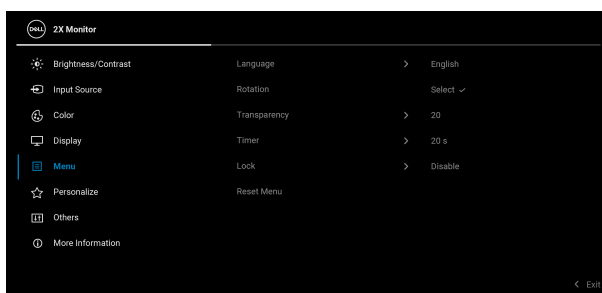 DELL 2X Monitor
Brightness/Contrast Language > English
Input Source Rotation Select ✓
Color Transparency > 20
Display Timer > 20 s
Menu Lock > Disable
Personalize Reset Menu
Others
More Information
< Exit